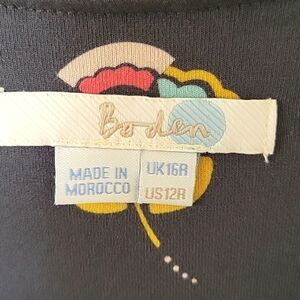 Boden
MADE IN
MOROCCO
UK16R
US12R